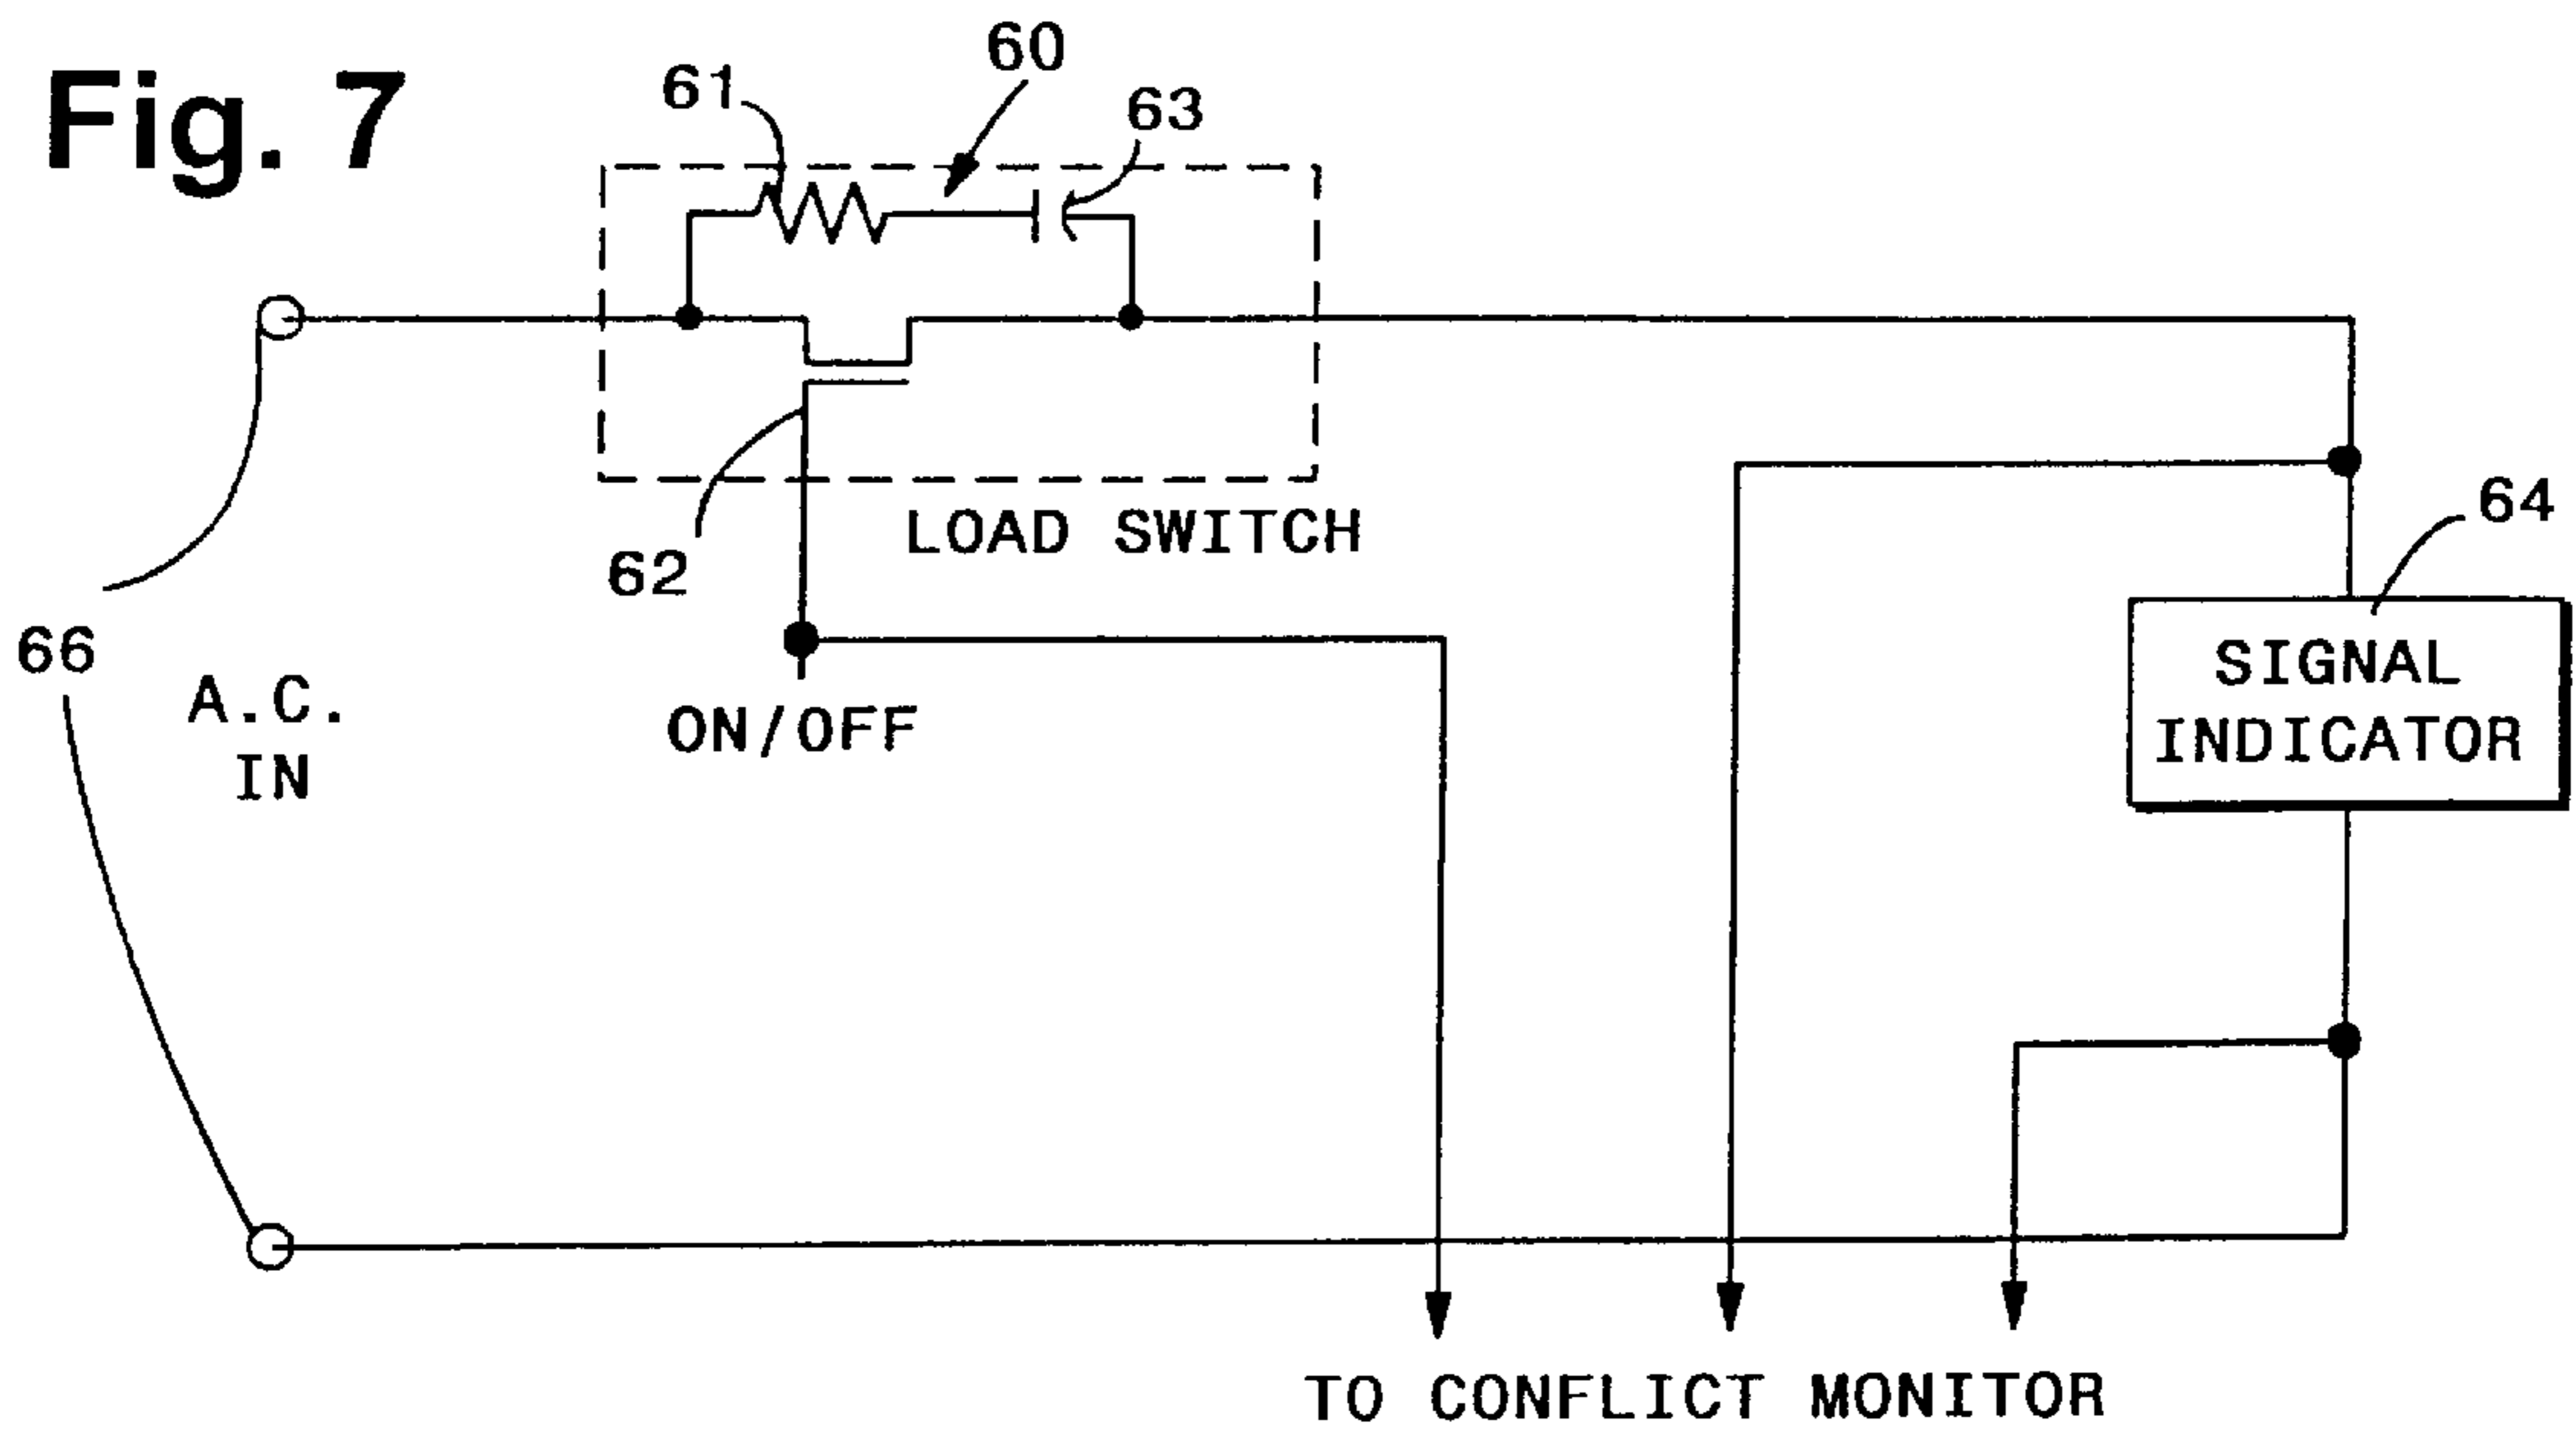 Fig. 7
60
61
63
LOAD SWITCH
62
64
66
A.C.
IN
ON/OFF
SIGNAL
INDICATOR
TO CONFLICT MONITOR